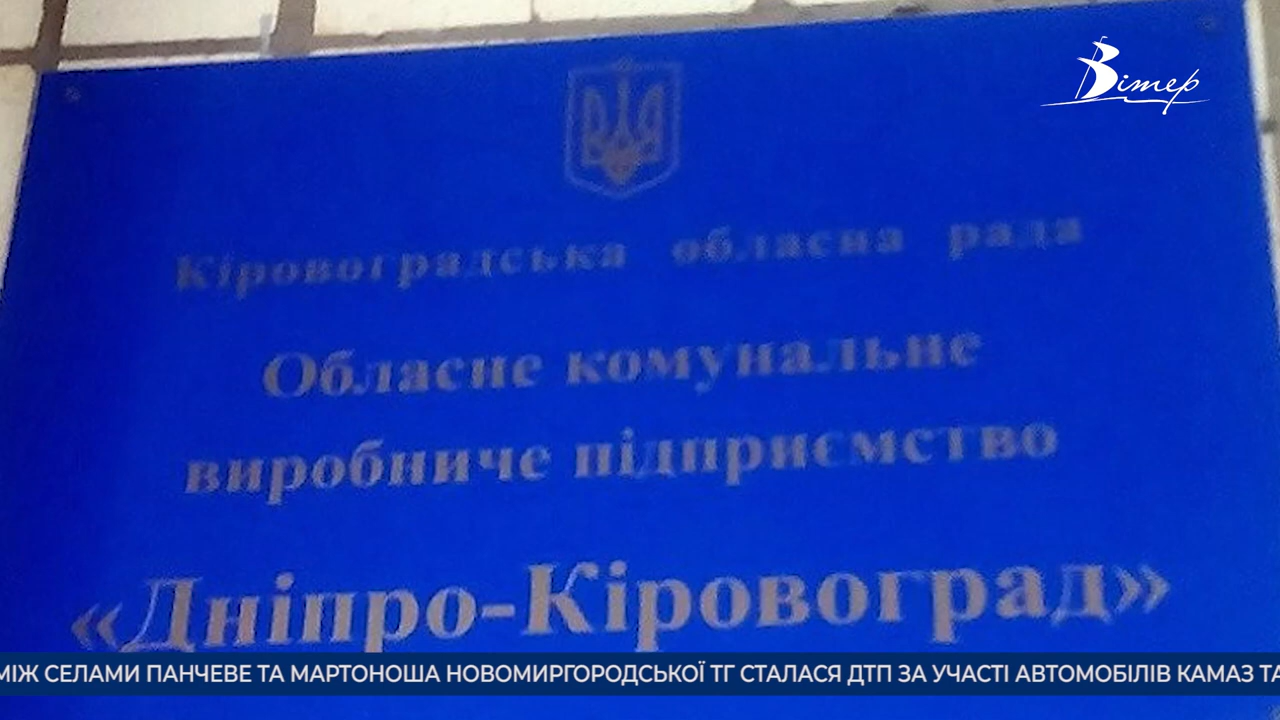 Вітер
Кіровоградська обласна рада
Обласне комунальне
виробниче підприємство
«Дніпро-Кіровоград»
МІЖ СЕЛАМИ ПАНЧЕВЕ ТА МАРТОНОША НОВОМИРГОРОДСЬКОЇ ТГ СТАЛАСЯ ДТП ЗА УЧАСТІ АВТОМОБІЛІВ КАМАЗ ТА